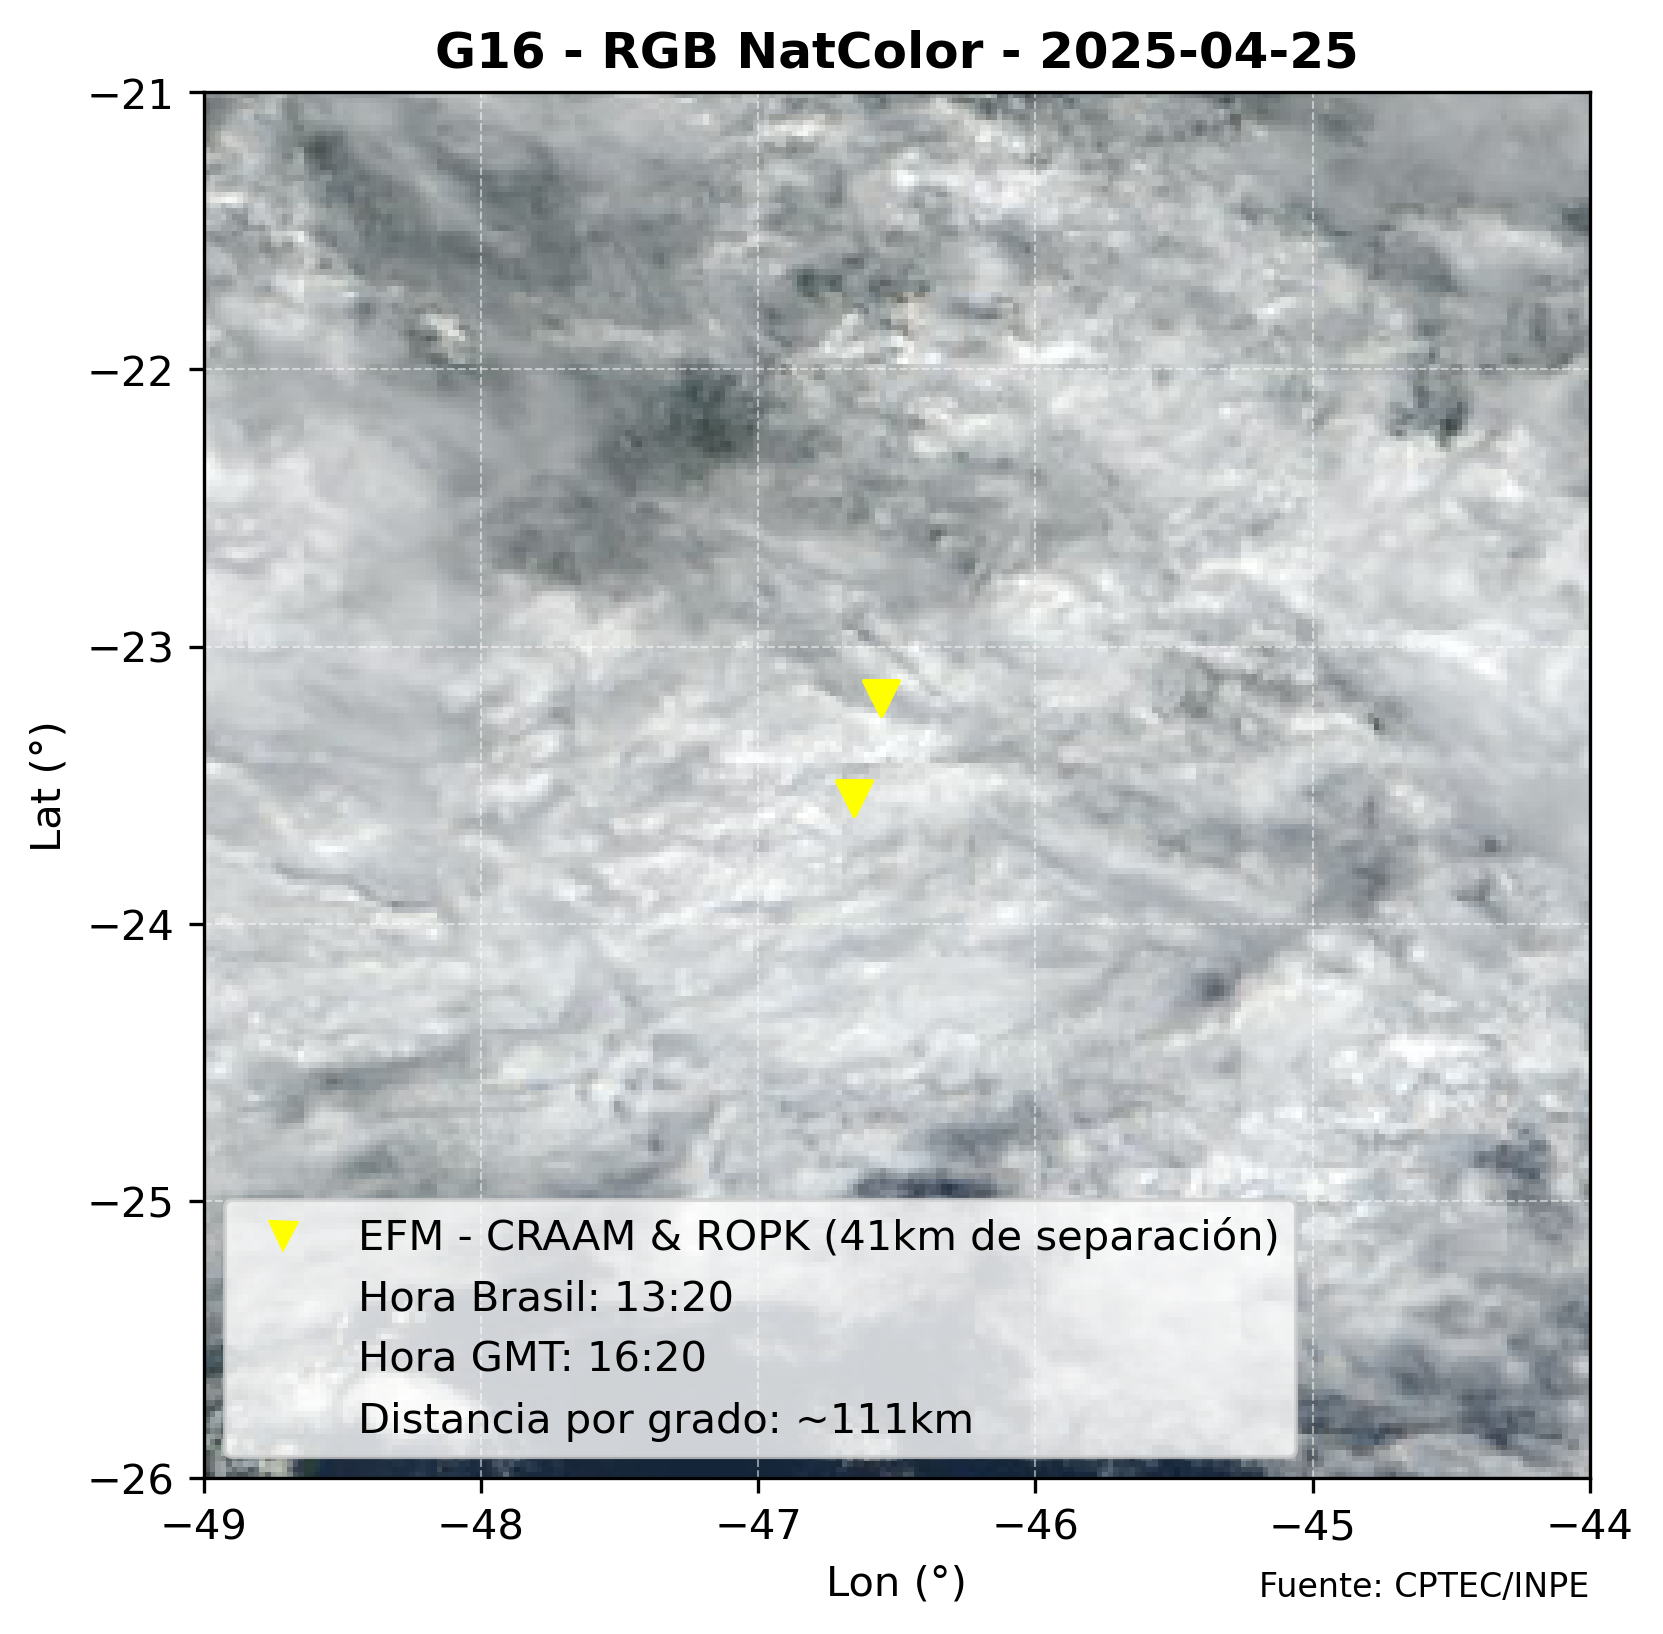 G16 - RGB NatColor - 2025-04-25
−21
−22
−23
−24
−25
−26
Lat (°)
EFM - CRAAM & ROPK (41km de separación)
Hora Brasil: 13:20
Hora GMT: 16:20
Distancia por grado: ~111km
−49 −48 −47 −46 −45 −44
Lon (°)
Fuente: CPTEC/INPE